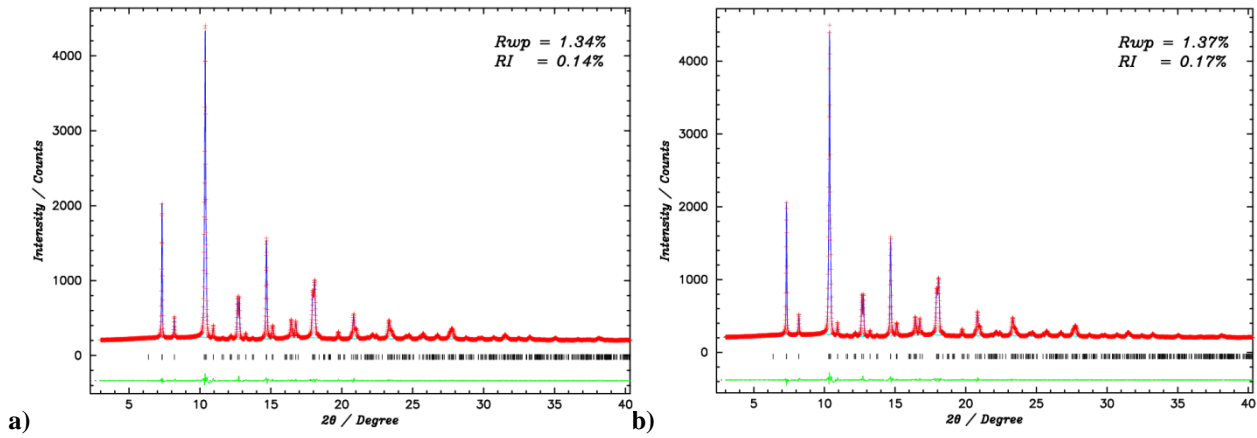 Rwp = 1.34%
RI = 0.14%
Intensity / Counts
4000
3000
2000
1000
0
5 10 15 20 25 30 35 40
2θ / Degree
a)
Rwp = 1.37%
RI = 0.17%
Intensity / Counts
4000
3000
2000
1000
0
5 10 15 20 25 30 35 40
2θ / Degree
b)